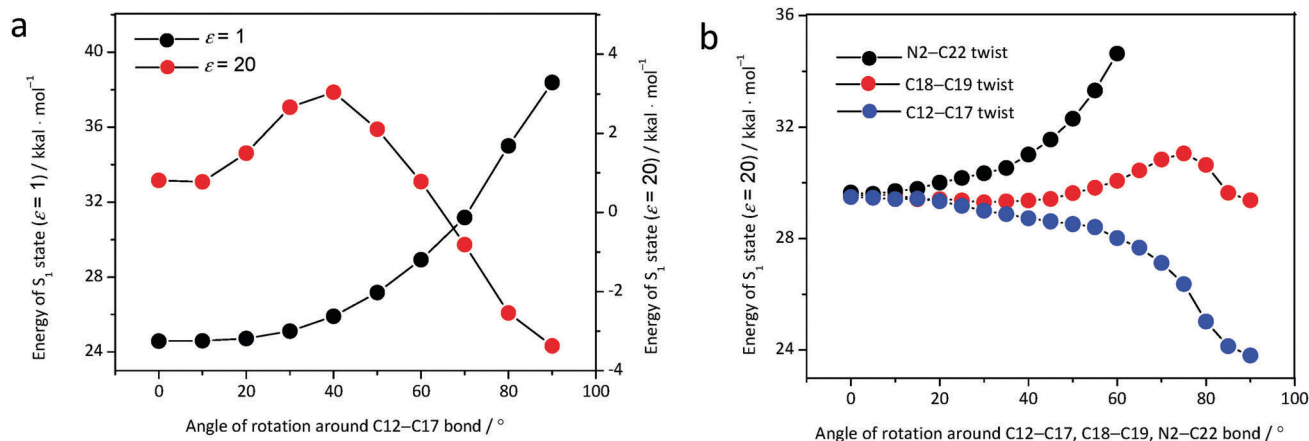 a
ε = 1
ε = 20
Energy of S₁ state (ε = 1) / kkal · mol⁻¹
40
36
32
28
24
0
20
40
60
80
100
Angle of rotation around C12–C17 bond / °
5
4
2
0
-2
-3
-4
Energy of S₁ state (ε = 20) / kkal · mol⁻¹
b
N2–C22 twist
C18–C19 twist
C12–C17 twist
Energy of S₁ state (ε = 20) / kkal · mol⁻¹
36
32
28
24
0
20
40
60
80
100
Angle of rotation around C12–C17, C18–C19, N2–C22 bond / °